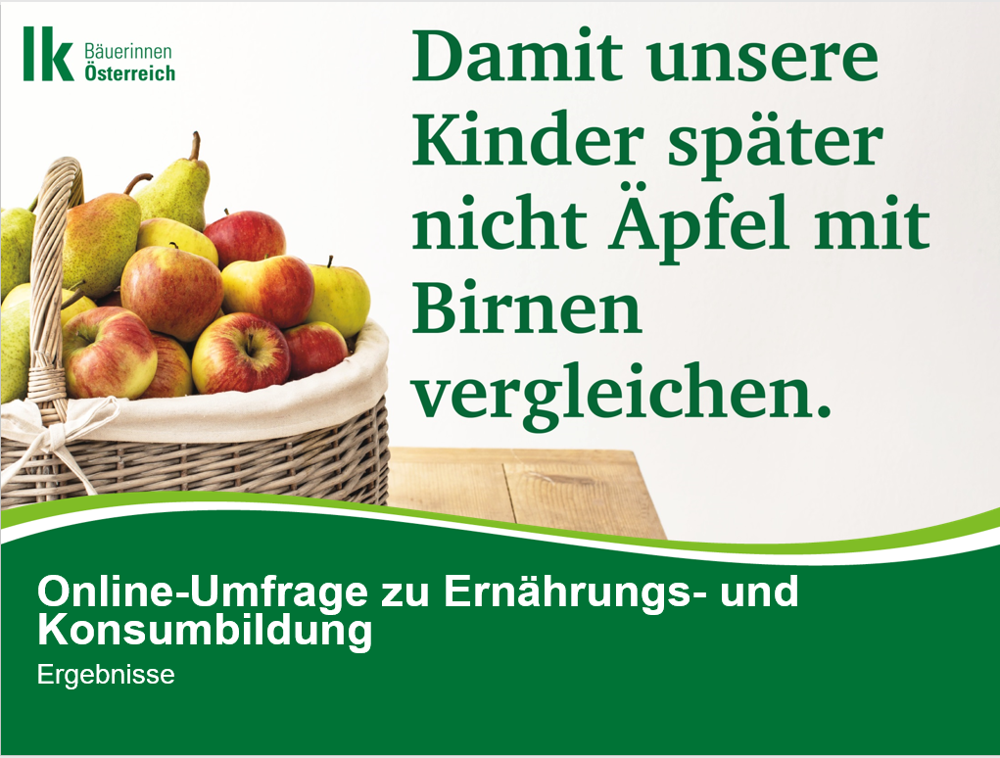 lk Bäuerinnen
Österreich
Damit unsere
Kinder später
nicht Äpfel mit
Birnen
vergleichen.
Online-Umfrage zu Ernährungs- und
Konsumbildung
Ergebnisse